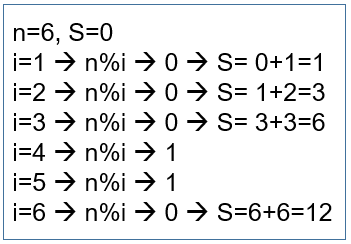 n=6, S=0
i=1 → n%i → 0 → S= 0+1=1
i=2 → n%i → 0 → S= 1+2=3
i=3 → n%i → 0 → S= 3+3=6
i=4 → n%i → 1
i=5 → n%i → 1
i=6 → n%i → 0 → S=6+6=12